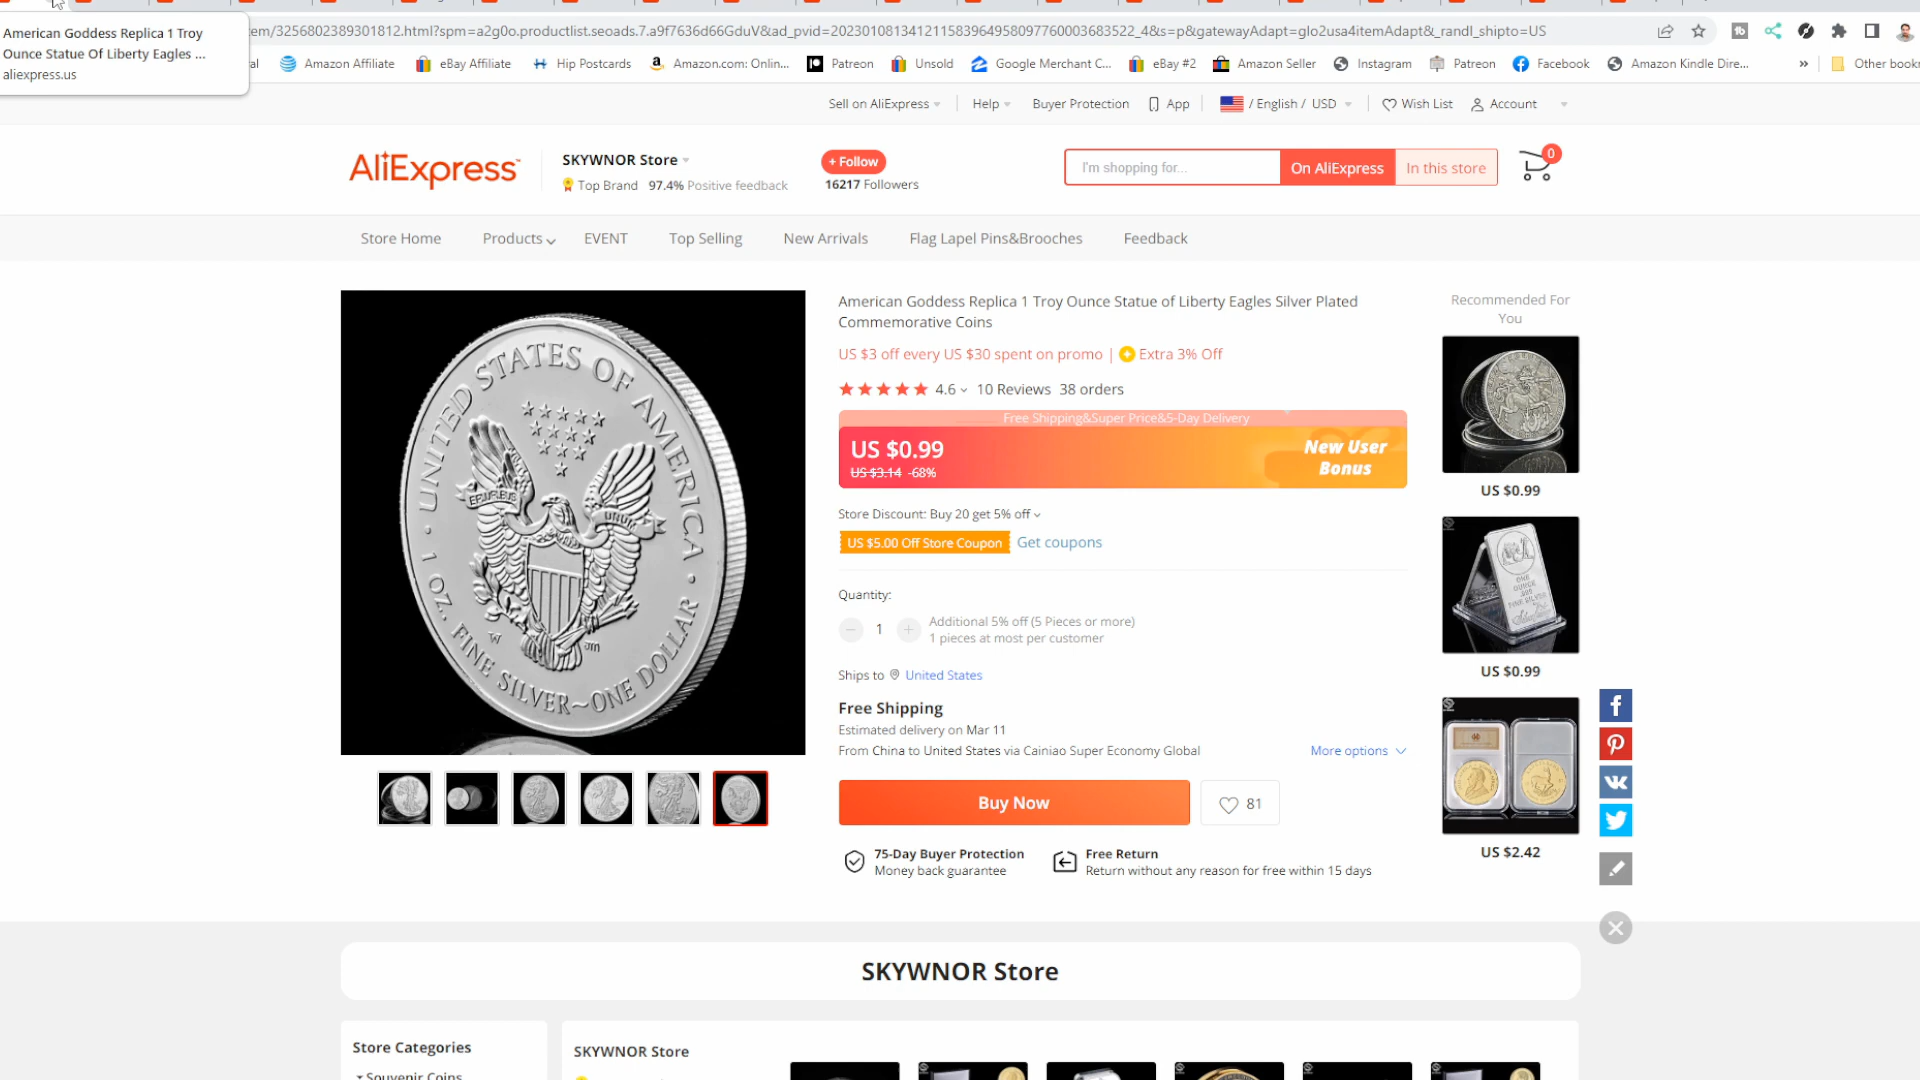 American Goddess Replica 1 Troy
Ounce Statue Of Liberty Eagles ...
aliexpress.us
em/3256802389301812.html?spm=a2g0o.productlist.seoads.7.a9f7636d66GduV&ad_pvid=202301081341211583964958097760003683522_4&s=p&gatewayAdapt=glo2usa4itemAdapt&_randl_shipto=US
al Amazon Affiliate eBay Affiliate Hip Postcards Amazon.com: Onlin... Patreon Unsold Google Merchant C... eBay #2 Amazon Seller Instagram Patreon Facebook Amazon Kindle Dire... » Other book
Sell on AliExpress Help Buyer Protection App / English / USD Wish List Account
AliExpress
SKYWNOR Store
Top Brand 97.4% Positive feedback
+ Follow
16217 Followers
I'm shopping for...
On AliExpress
In this store
0
Store Home Products EVENT Top Selling New Arrivals Flag Lapel Pins&Brooches Feedback
UNITED STATES OF AMERICA
E PLURIBUS UNUM
1 OZ. FINE SILVER~ONE DOLLAR
American Goddess Replica 1 Troy Ounce Statue of Liberty Eagles Silver Plated
Commemorative Coins
US $3 off every US $30 spent on promo | Extra 3% Off
4.6 10 Reviews 38 orders
Free Shipping&Super Price&5-Day Delivery
US $0.99
US $3.14 -68%
New User
Bonus
Store Discount: Buy 20 get 5% off
US $5.00 Off Store Coupon Get coupons
Quantity:
− 1 +
Additional 5% off (5 Pieces or more)
1 pieces at most per customer
Ships to United States
Free Shipping
Estimated delivery on Mar 11
From China to United States via Cainiao Super Economy Global
More options
Buy Now
81
75-Day Buyer Protection
Money back guarantee
Free Return
Return without any reason for free within 15 days
Recommended For
You
US $0.99
ONE
OUNCE
.999
FINE SILVER
US $0.99
US $2.42
SKYWNOR Store
Store Categories
Souvenir Coins
SKYWNOR Store